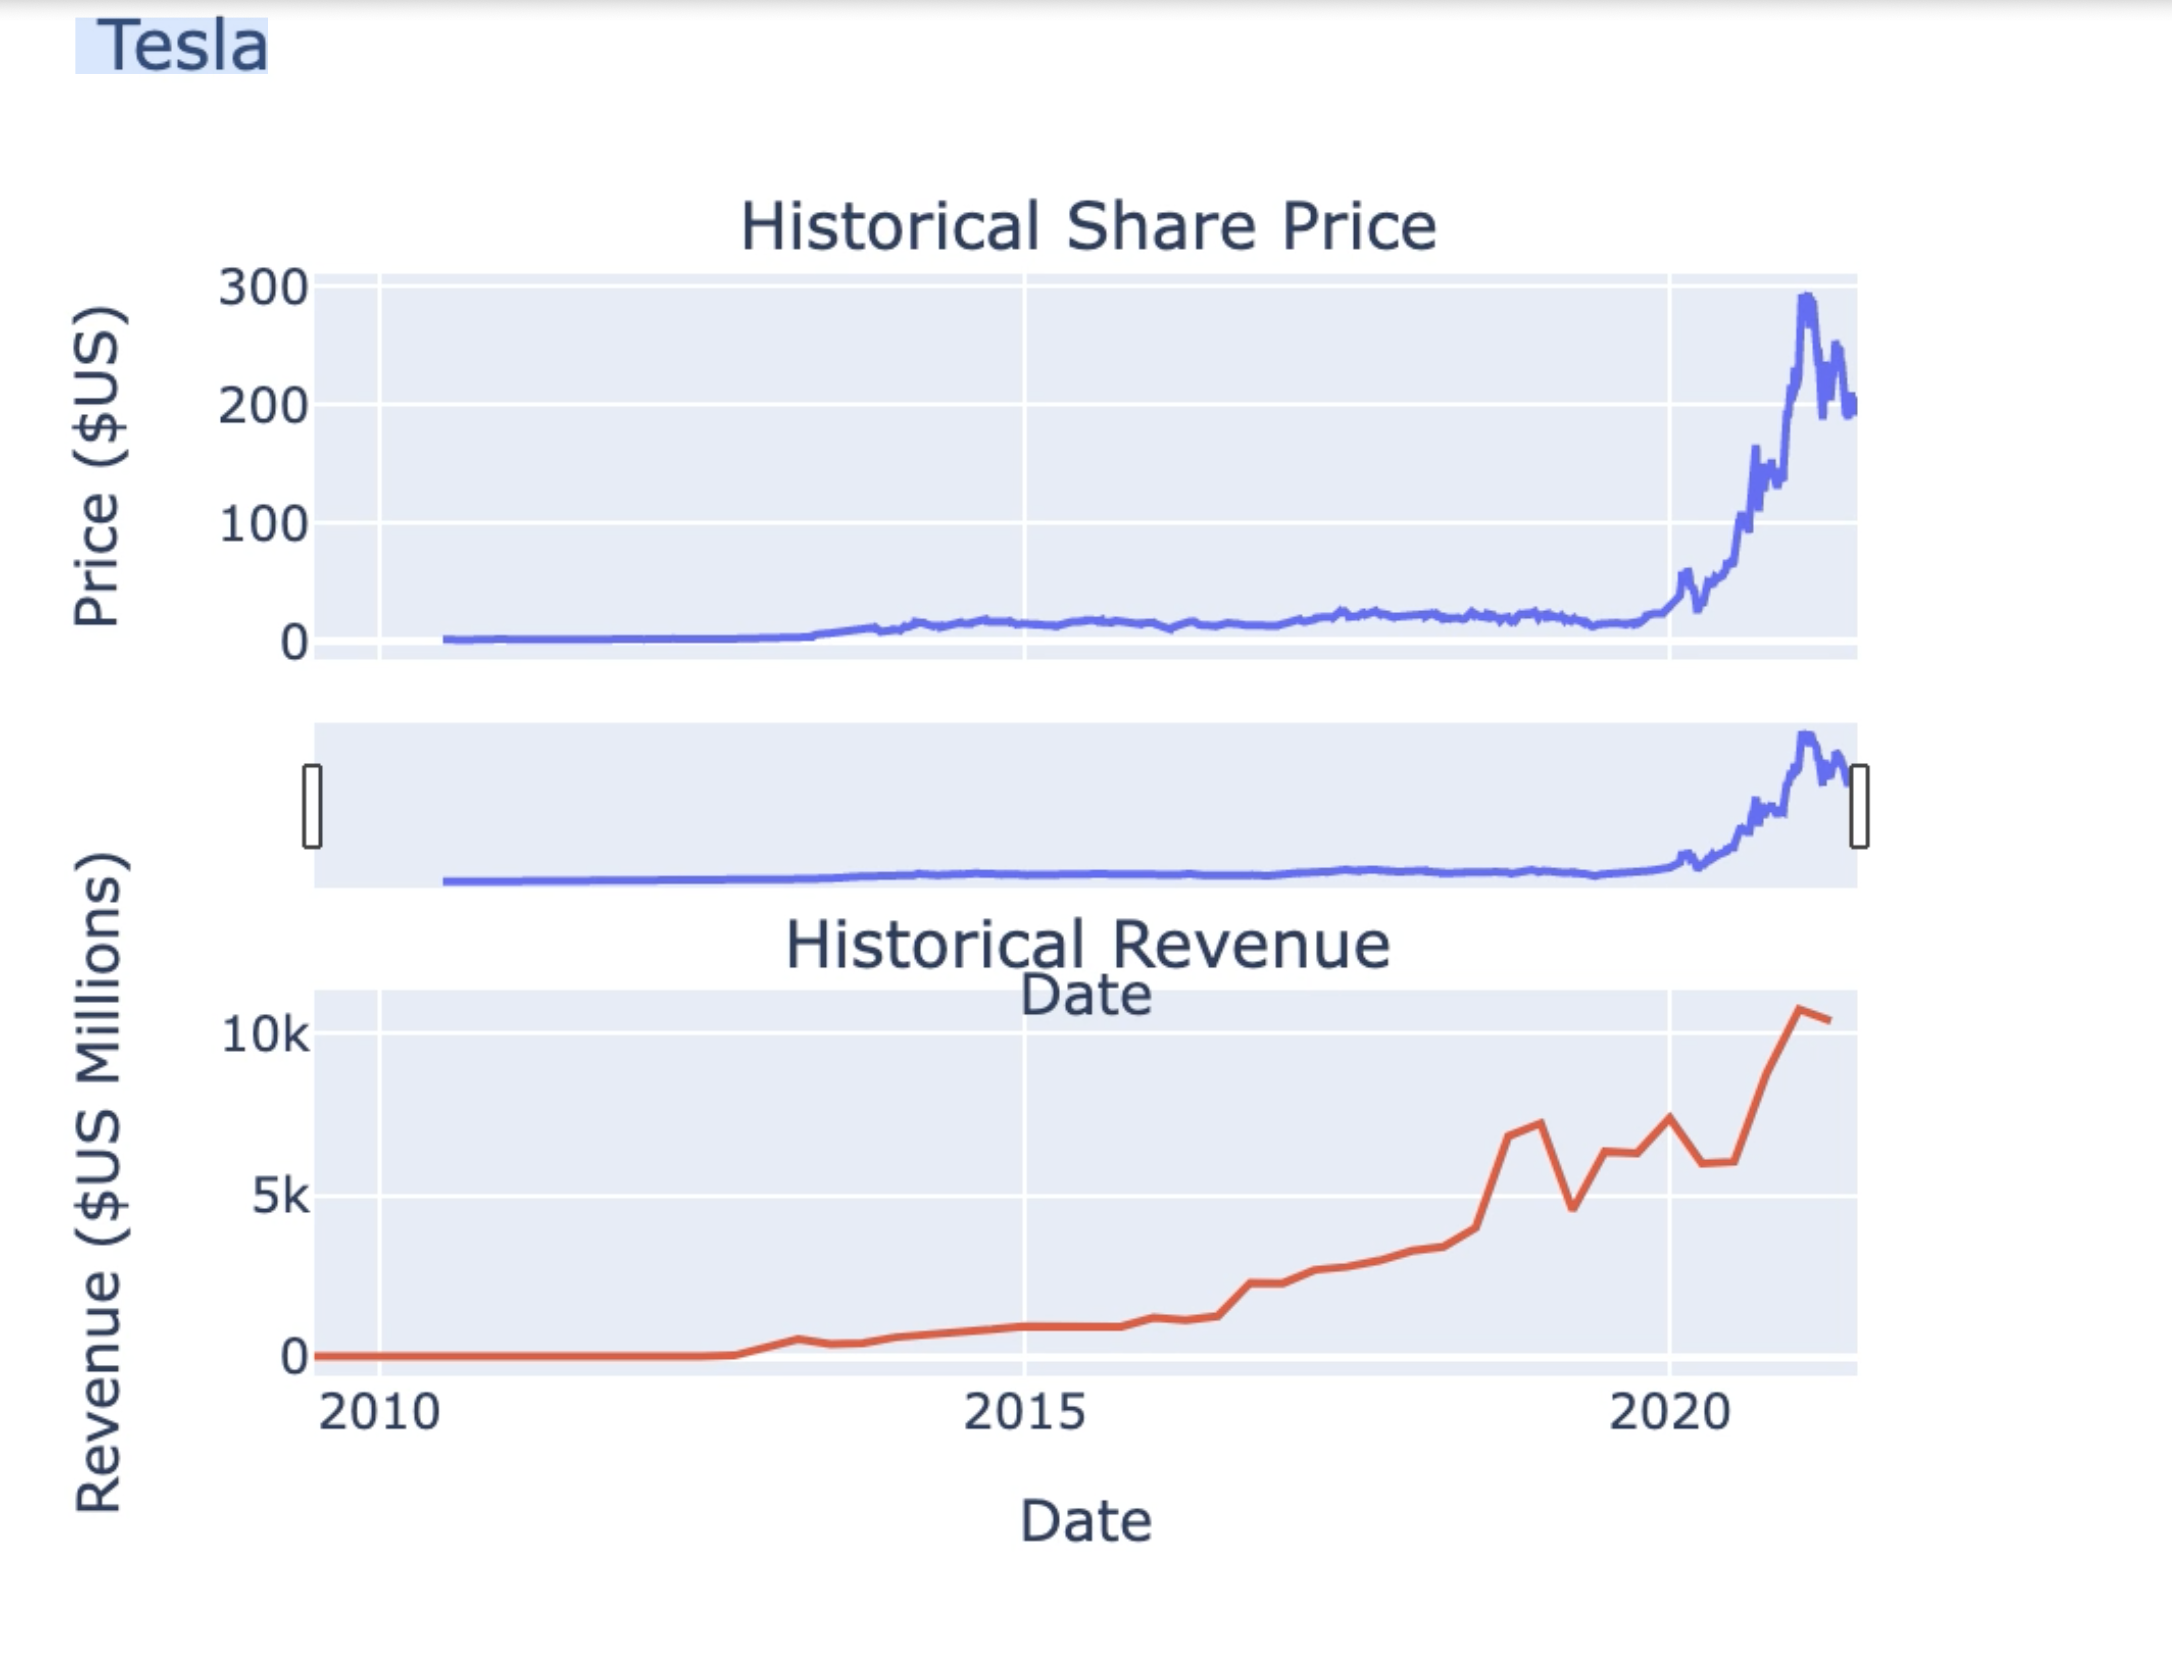 Tesla
Historical Share Price
Price ($US)
300
200
100
0
Historical Revenue
Date
Revenue ($US Millions)
10k
5k
0
2010
2015
2020
Date